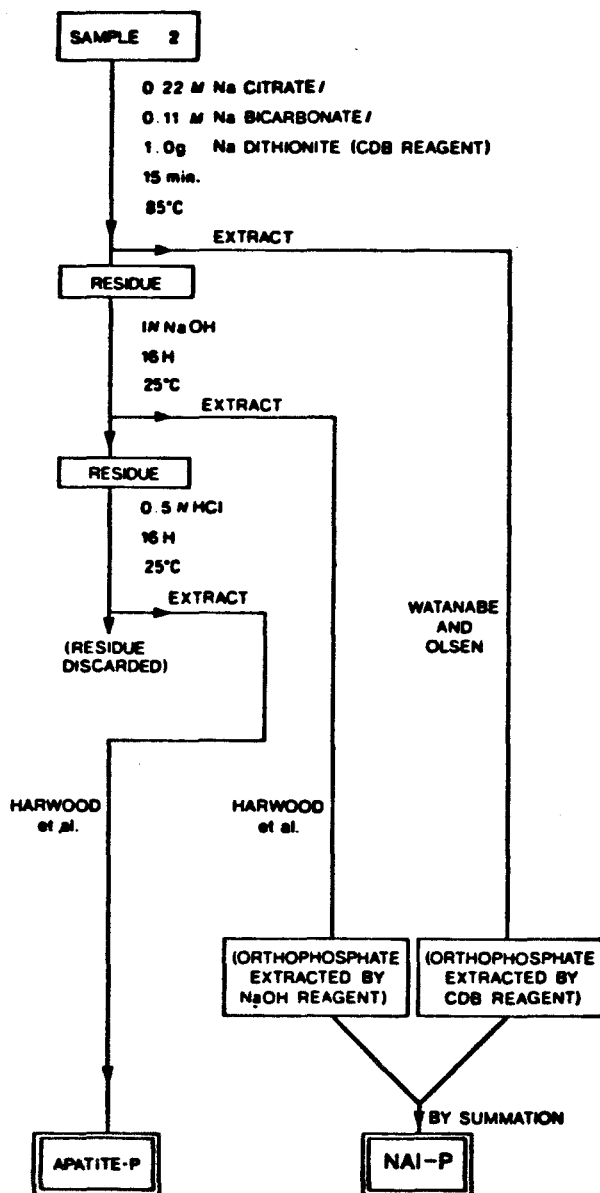 SAMPLE 2
0.22 M Na CITRATE/
0.11 M Na BICARBONATE/
1.0g Na DITHIONITE (CDB REAGENT)
15 min.
85°C
EXTRACT
RESIDUE
1N NaOH
16H
25°C
EXTRACT
RESIDUE
0.5 N HCl
16H
25°C
EXTRACT
(RESIDUE
DISCARDED)
WATANABE
AND
OLSEN
HARWOOD
et al.
HARWOOD
et al.
(ORTHOPHOSPHATE
EXTRACTED BY
NaOH REAGENT)
(ORTHOPHOSPHATE
EXTRACTED BY
CDB REAGENT)
BY SUMMATION
APATITE-P
NAI-P